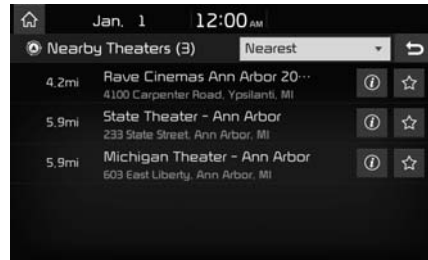 Jan. 1 12:00 AM
Nearby Theaters (3) Nearest
4.2mi Rave Cinemas Ann Arbor 20···
4100 Carpenter Road, Ypsilanti, MI
5.9mi State Theater - Ann Arbor
233 State Street, Ann Arbor, MI
5.9mi Michigan Theater - Ann Arbor
603 East Liberty, Ann Arbor, MI